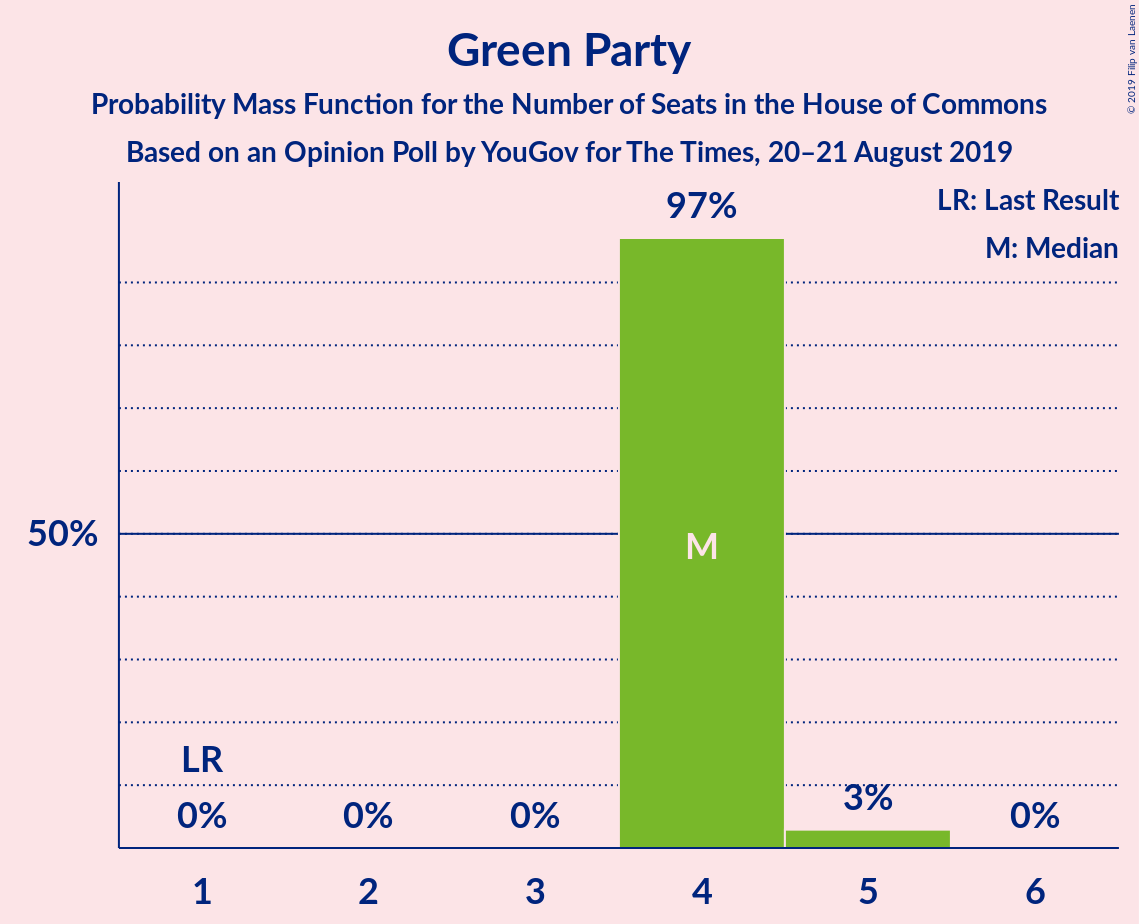 Green Party
Probability Mass Function for the Number of Seats in the House of Commons
Based on an Opinion Poll by YouGov for The Times, 20–21 August 2019
© 2019 Filip van Laenen
LR: Last Result
M: Median
97%
50%
M
LR
0%
0%
0%
3%
0%
1
2
3
4
5
6